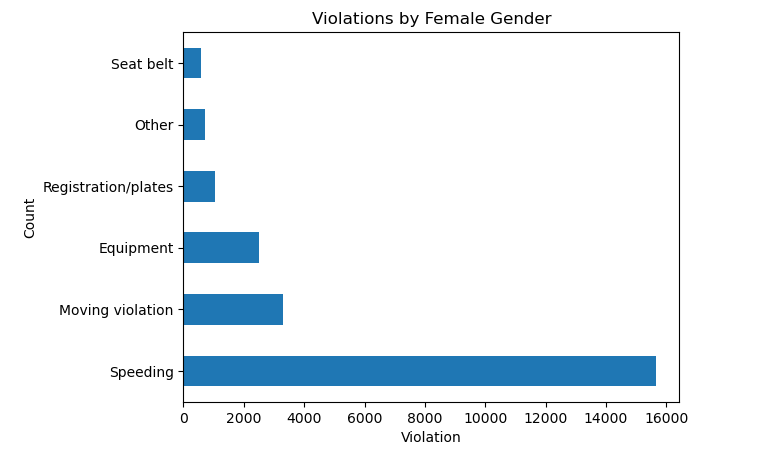 Violations by Female Gender
Seat belt
Other
Registration/plates
Equipment
Moving violation
Speeding
Count
0 2000 4000 6000 8000 10000 12000 14000 16000
Violation